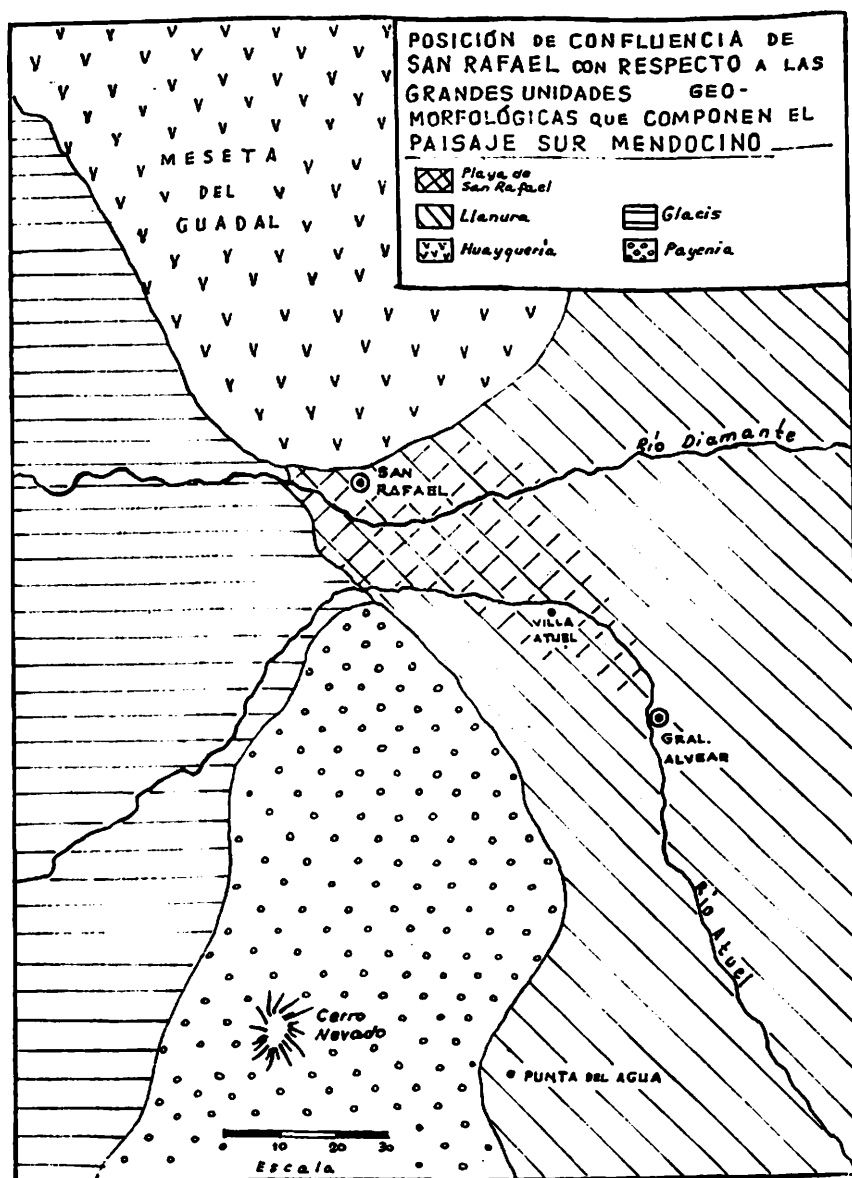 POSICIÓN DE CONFLUENCIA DE
SAN RAFAEL CON RESPECTO A LAS
GRANDES UNIDADES GEO-
MORFOLÓGICAS QUE COMPONEN EL
PAISAJE SUR MENDOCINO
Playa de
San Rafael
Llanura
Glacis
Huayquería
Payenia
MESETA
DEL
GUADAL
Río Diamante
SAN
RAFAEL
VILLA
ATUEL
GRAL.
ALVEAR
Río Atuel
Cerro
Nevado
PUNTA DEL AGUA
0 10 20 30
Escala